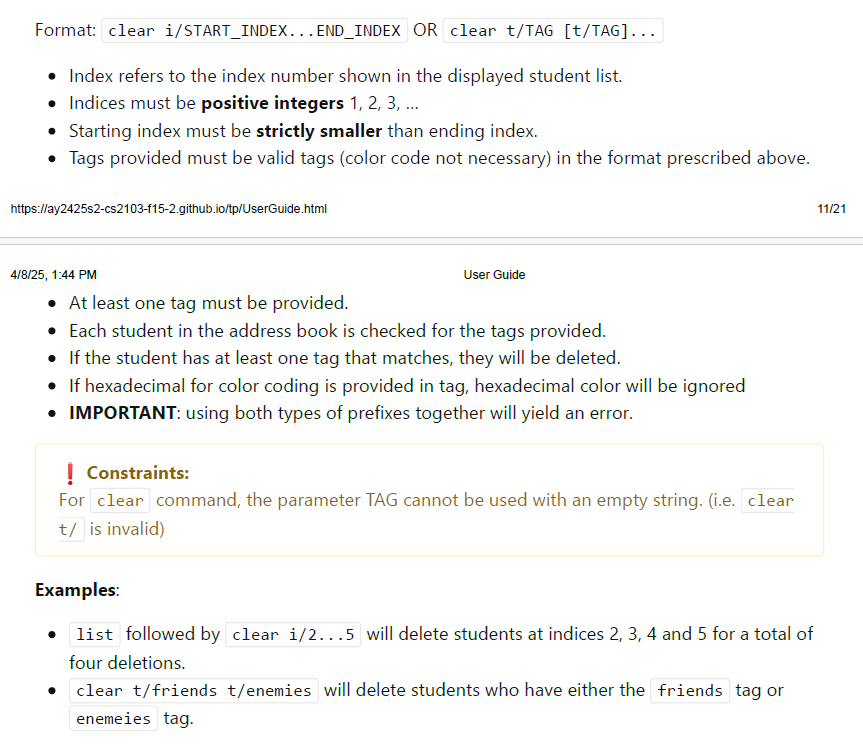 Format: clear i/START_INDEX...END_INDEX OR clear t/TAG [t/TAG]...
• Index refers to the index number shown in the displayed student list.
• Indices must be positive integers 1, 2, 3, …
• Starting index must be strictly smaller than ending index.
• Tags provided must be valid tags (color code not necessary) in the format prescribed above.
https://ay2425s2-cs2103-f15-2.github.io/tp/UserGuide.html 11/21
4/8/25, 1:44 PM User Guide
• At least one tag must be provided.
• Each student in the address book is checked for the tags provided.
• If the student has at least one tag that matches, they will be deleted.
• If hexadecimal for color coding is provided in tag, hexadecimal color will be ignored
• IMPORTANT: using both types of prefixes together will yield an error.
❗ Constraints:
For clear command, the parameter TAG cannot be used with an empty string. (i.e. clear
t/ is invalid)
Examples:
• list followed by clear i/2...5 will delete students at indices 2, 3, 4 and 5 for a total of
four deletions.
• clear t/friends t/enemies will delete students who have either the friends tag or
enemeies tag.